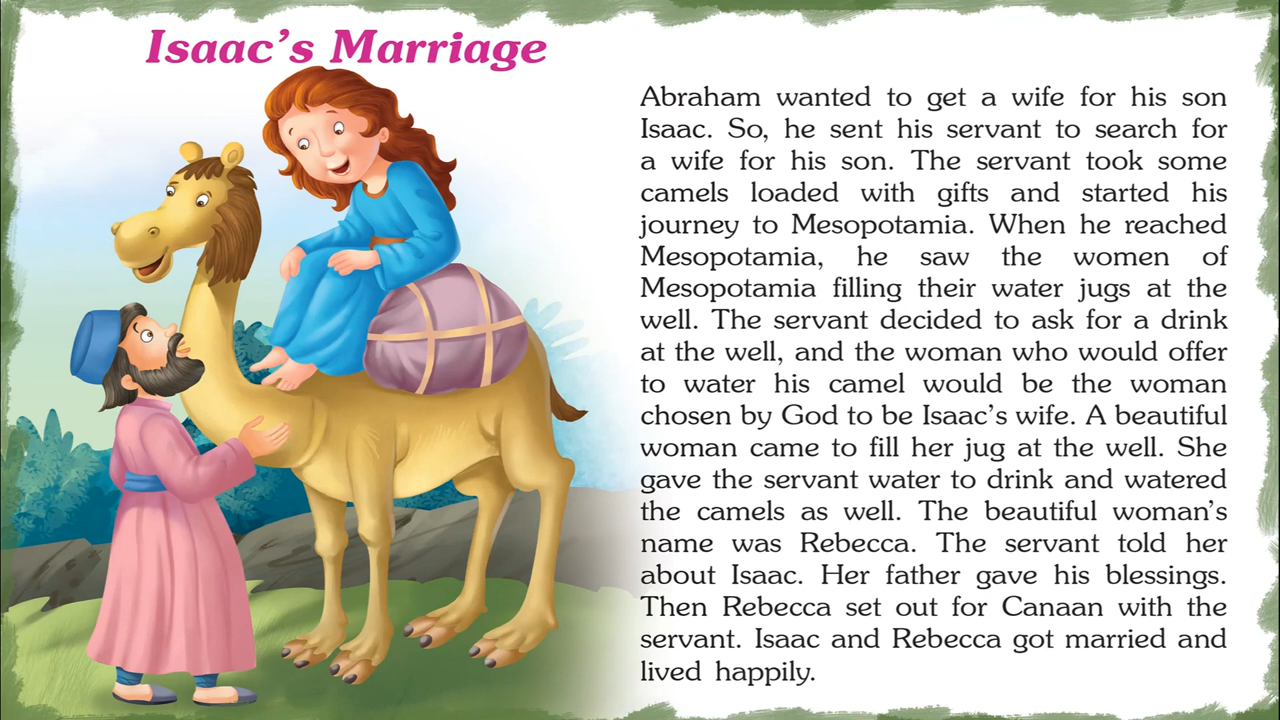 Isaac's Marriage
Abraham wanted to get a wife for his son
Isaac. So, he sent his servant to search for
a wife for his son. The servant took some
camels loaded with gifts and started his
journey to Mesopotamia. When he reached
Mesopotamia, he saw the women of
Mesopotamia filling their water jugs at the
well. The servant decided to ask for a drink
at the well, and the woman who would offer
to water his camel would be the woman
chosen by God to be Isaac's wife. A beautiful
woman came to fill her jug at the well. She
gave the servant water to drink and watered
the camels as well. The beautiful woman's
name was Rebecca. The servant told her
about Isaac. Her father gave his blessings.
Then Rebecca set out for Canaan with the
servant. Isaac and Rebecca got married and
lived happily.